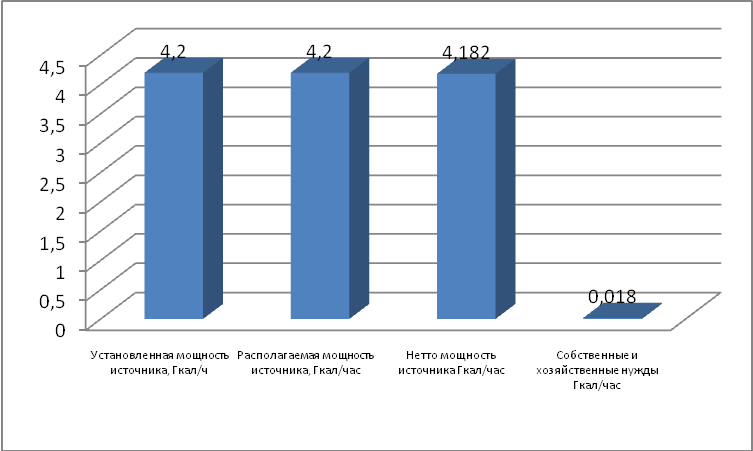 4,2
4,2
4,182
0,018
4,5
4
3,5
3
2,5
2
1,5
1
0,5
0
Установленная мощность
источника, Гкал/ч
Располагаемая мощность
источника, Гкал/час
Нетто мощность
источника Гкал/час
Собственные и
хозяйственные нужды
Гкал/час